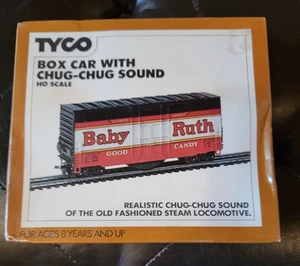 TYCO
BOX CAR WITH
CHUG-CHUG SOUND
HO SCALE
Baby Ruth
GOOD CANDY
REALISTIC CHUG-CHUG SOUND
OF THE OLD FASHIONED STEAM LOCOMOTIVE.
FOR AGES 8 YEARS AND UP